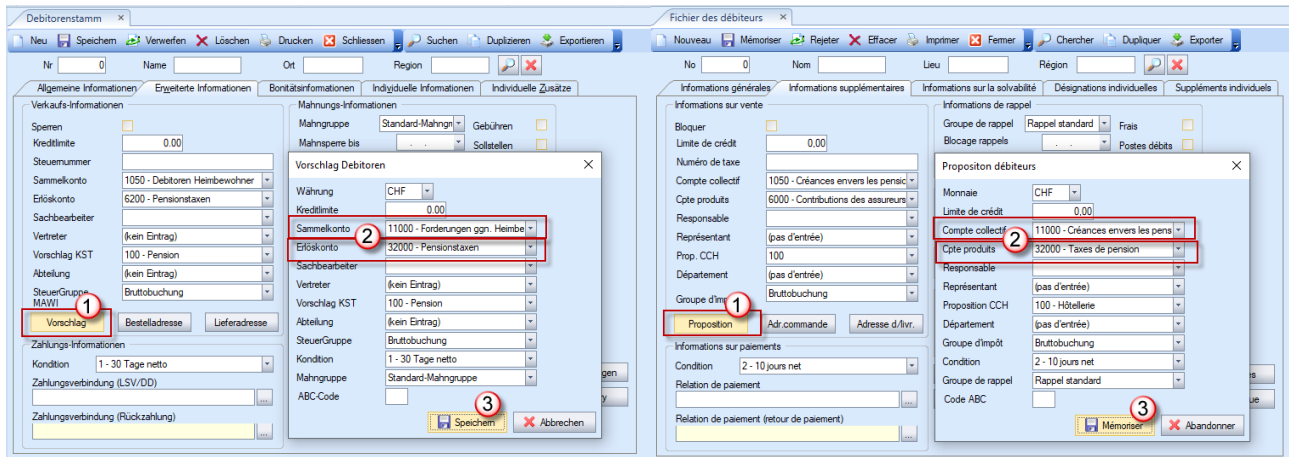 Debitorenstamm ×
Neu Speichern Verwerfen Löschen Drucken Schliessen Suchen Duplizieren Exportieren
Nr 0 Name Ort Region
Allgemeine Informationen Erweiterte Informationen Bonitätsinformationen Individuelle Informationen Individuelle Zusätze
Verkaufs-Informationen
Sperren
Kreditlimite 0.00
Steuernummer
Sammelkonto 1050 - Debitoren Heimbewohner
Erlöskonto 6200 - Pensionstaxen
Sachbearbeiter
Vertreter (kein Eintrag)
Vorschlag KST 100 - Pension
Abteilung (kein Eintrag)
SteuerGruppe Bruttobuchung
MAWI
1
Vorschlag Bestelladresse Lieferadresse
Zahlungs-Informationen
Kondition 1 - 30 Tage netto
Zahlungsverbindung (LSV/DD)
...
Zahlungsverbindung (Rückzahlung)
...
Mahnungs-Informationen
Mahngruppe Standard-Mahngr Gebühren
Mahnsperre bis . . Sollstellen
Vorschlag Debitoren ×
Währung CHF
Kreditlimite 0.00
Sammelkonto 2 11000 - Forderungen ggn. Heimbe
Erlöskonto 32000 - Pensionstaxen
Sachbearbeiter
Vertreter (kein Eintrag)
Vorschlag KST 100 - Pension
Abteilung (kein Eintrag)
SteuerGruppe Bruttobuchung
Kondition 1 - 30 Tage netto
Mahngruppe Standard-Mahngruppe
ABC-Code
3
Speichern Abbrechen
gen
y
Fichier des débiteurs ×
Nouveau Mémoriser Rejeter Effacer Imprimer Fermer Chercher Dupliquer Exporter
No 0 Nom Lieu Région
Informations générales Informations supplémentaires Informations sur la solvabilité Désignations individuelles Suppléments individuels
Informations sur vente
Bloquer
Limite de crédit 0,00
Numéro de taxe
Compte collectif 1050 - Créances envers les pensic
Cpte produits 6000 - Contributions des assureurs
Responsable
Représentant (pas d'entrée)
Prop. CCH 100
Département (pas d'entrée)
Groupe d'imp Bruttobuchung
1
Proposition Adr.commande Adresse d/livr.
Informations sur paiements
Condition 2 - 10 jours net
Relation de paiement
...
Relation de paiement (retour de paiement)
...
Informations de rappel
Groupe de rappel Rappel standard Frais
Blocage rappels . . Postes débits
Propositon débiteurs ×
Monnaie CHF
Limite de crédit 0,00
Compte collectif 2 11000 - Créances envers les pens
Cpte produits 32000 - Taxes de pension
Responsable
Représentant (pas d'entrée)
Proposition CCH 100 - Hôtellerie
Département (pas d'entrée)
Groupe d'impôt Bruttobuchung
Condition 2 - 10 jours net
Groupe de rappel Rappel standard
Code ABC
3
Mémoriser Abandonner
es
ue